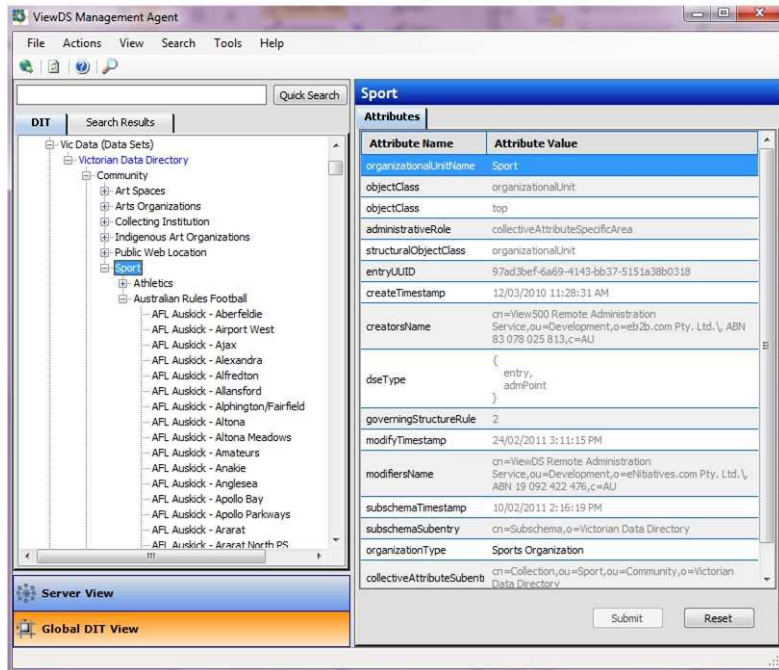 ViewDS Management Agent
File Actions View Search Tools Help
Quick Search
DIT Search Results
Vic Data (Data Sets)
Victorian Data Directory
Community
Art Spaces
Arts Organizations
Collecting Institution
Indigenous Art Organizations
Public Web Location
Sport
Athletics
Australian Rules Football
AFL Auskick - Aberfeldie
AFL Auskick - Airport West
AFL Auskick - Ajax
AFL Auskick - Alexandra
AFL Auskick - Alfredton
AFL Auskick - Allansford
AFL Auskick - Alphington/Fairfield
AFL Auskick - Altona
AFL Auskick - Altona Meadows
AFL Auskick - Amateurs
AFL Auskick - Anakie
AFL Auskick - Anglesea
AFL Auskick - Apollo Bay
AFL Auskick - Apollo Parkways
AFL Auskick - Ararat
AFL Auskick - Ararat North PS
Server View
Global DIT View
Sport
Attributes
Attribute Name Attribute Value
organizationalUnitName Sport
objectClass organizationalUnit
objectClass top
administrativeRole collectiveAttributeSpecificArea
structuralObjectClass organizationalUnit
entryUUID 97ad3bef-6a69-4143-bb37-5151a38b0318
createTimestamp 12/03/2010 11:28:31 AM
creatorsName cn=View500 Remote Administration
Service,ou=Development,o=eb2b.com Pty. Ltd.\, ABN
83 078 025 813,c=AU
dseType {
entry,
admPoint
}
governingStructureRule 2
modifyTimestamp 24/02/2011 3:11:15 PM
modifiersName cn=ViewDS Remote Administration
Service,ou=Development,o=eNitiatives.com Pty. Ltd.\,
ABN 19 092 422 476,c=AU
subschemaTimestamp 10/02/2011 2:16:19 PM
subschemaSubentry cn=Subschema,o=Victorian Data Directory
organizationType Sports Organization
collectiveAttributeSubenti cn=Collection,ou=Sport,ou=Community,o=Victorian
Data Directory
Submit Reset